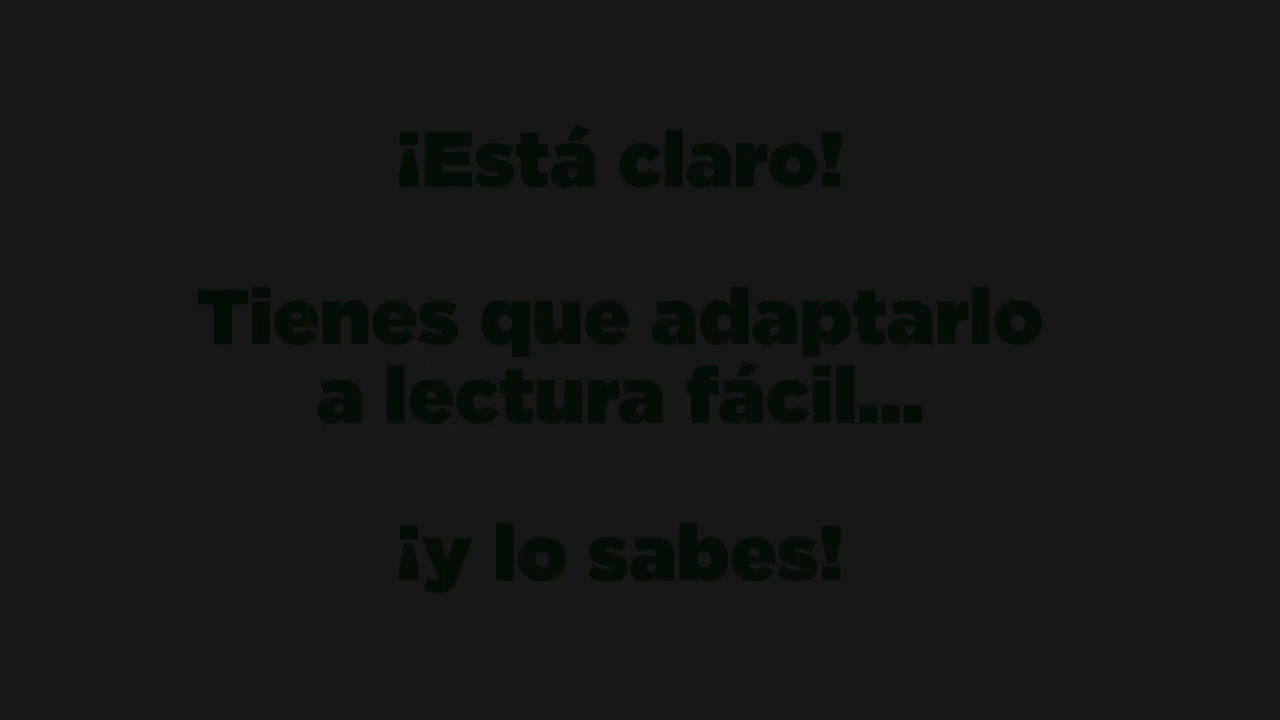 ¡Está claro!
Tienes que adaptarlo
a lectura fácil...
¡y lo sabes!